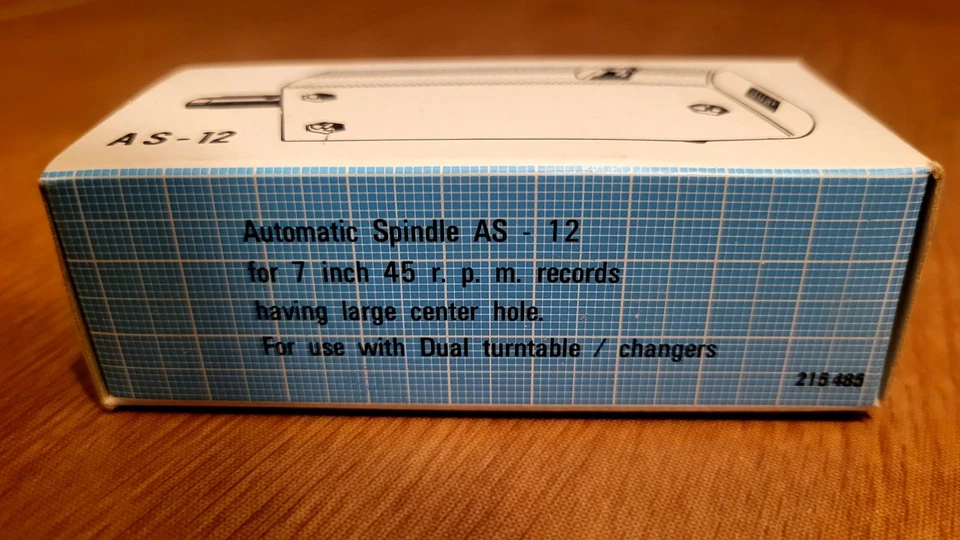 AS-12
Automatic Spindle AS - 12
for 7 inch 45 r. p. m. records
having large center hole.
For use with Dual turntable / changers
215 485